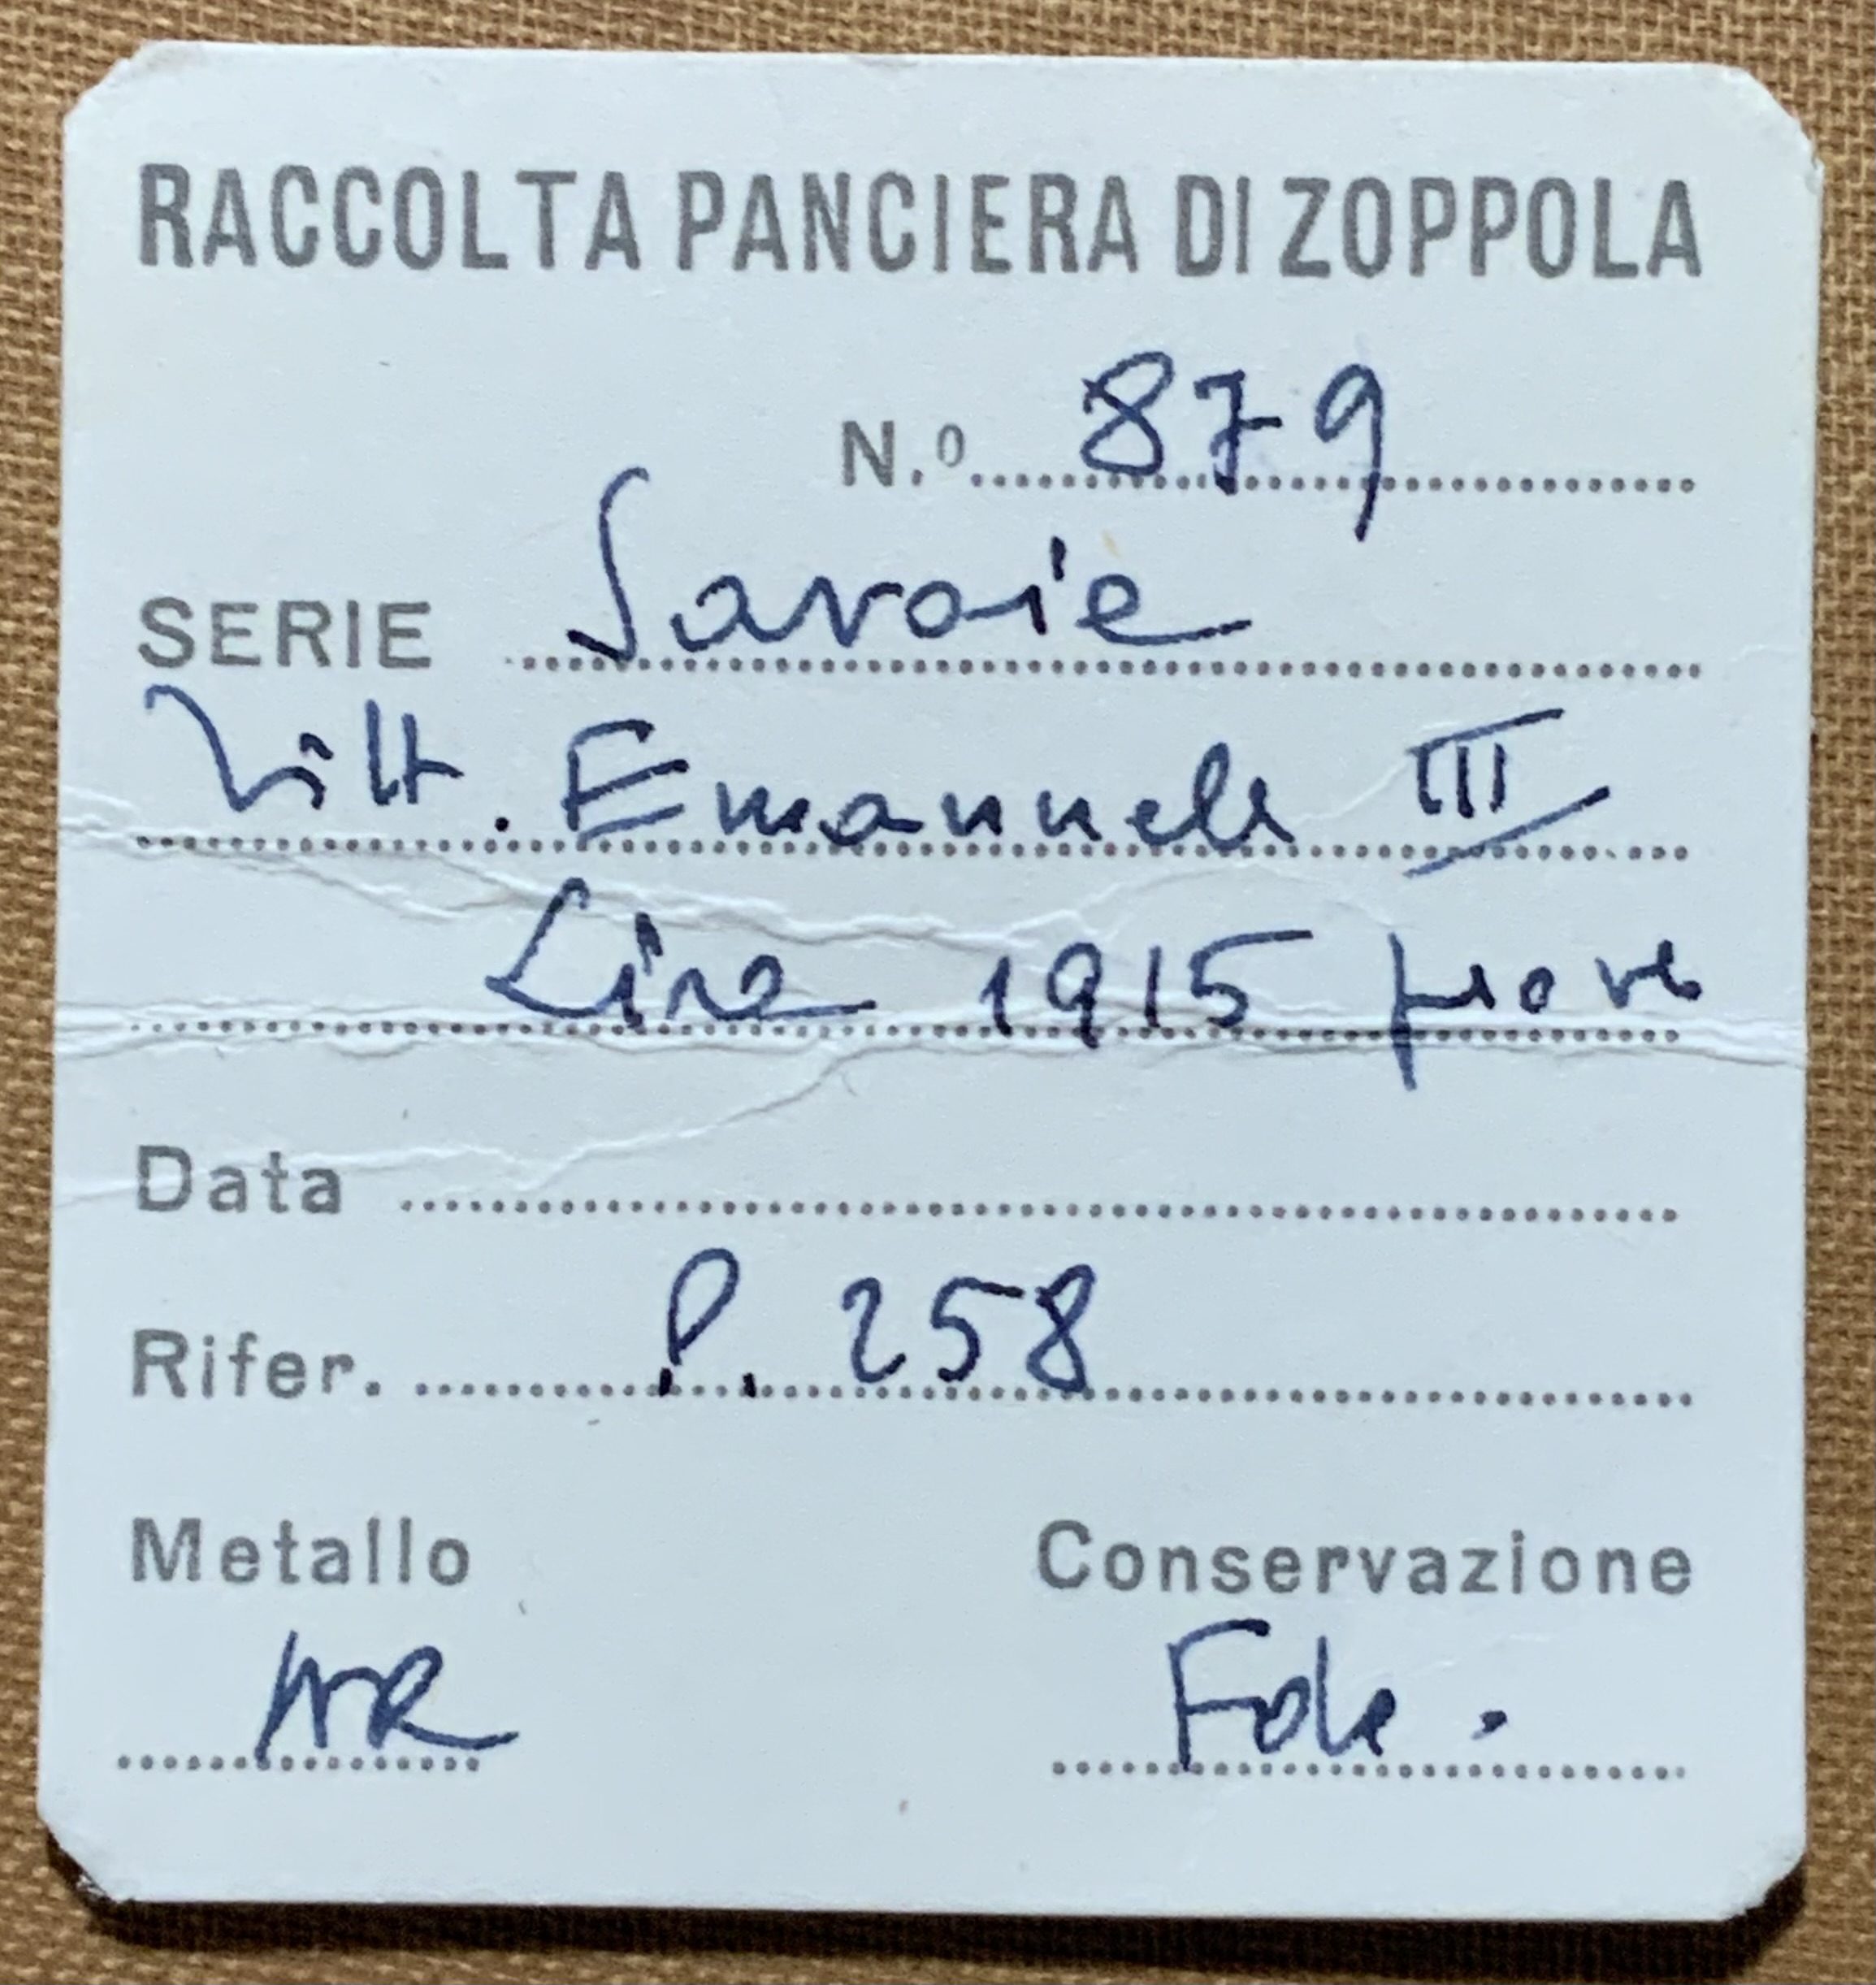 RACCOLTA PANCIERA DI ZOPPOLA
N.º 879
SERIE Savoie
Vitt. Emanuele III
Lire 1915 prova
Data
Rifer. P. 258
Metallo Conservazione
AR Fdc.